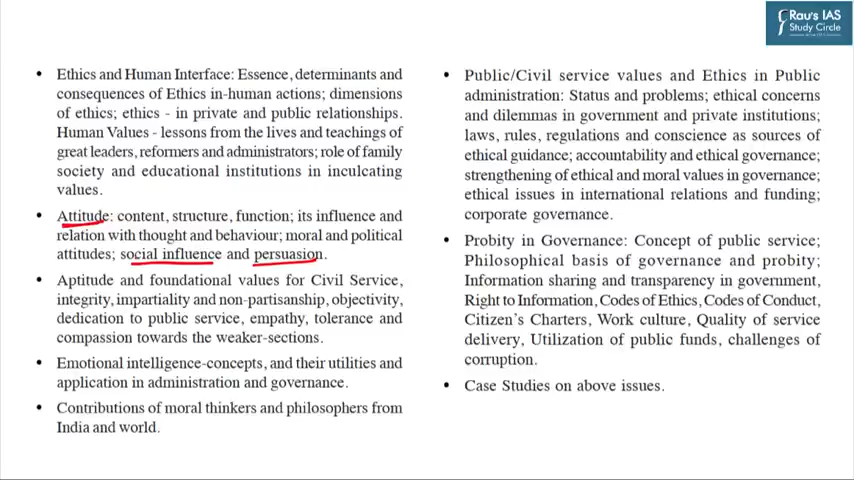 Rau's IAS
Study Circle
• Ethics and Human Interface: Essence, determinants and
consequences of Ethics in-human actions; dimensions
of ethics; ethics - in private and public relationships.
Human Values - lessons from the lives and teachings of
great leaders, reformers and administrators; role of family
society and educational institutions in inculcating
values.
• Attitude: content, structure, function; its influence and
relation with thought and behaviour; moral and political
attitudes; social influence and persuasion.
• Aptitude and foundational values for Civil Service,
integrity, impartiality and non-partisanship, objectivity,
dedication to public service, empathy, tolerance and
compassion towards the weaker-sections.
• Emotional intelligence-concepts, and their utilities and
application in administration and governance.
• Contributions of moral thinkers and philosophers from
India and world.
• Public/Civil service values and Ethics in Public
administration: Status and problems; ethical concerns
and dilemmas in government and private institutions;
laws, rules, regulations and conscience as sources of
ethical guidance; accountability and ethical governance;
strengthening of ethical and moral values in governance;
ethical issues in international relations and funding;
corporate governance.
• Probity in Governance: Concept of public service;
Philosophical basis of governance and probity;
Information sharing and transparency in government,
Right to Information, Codes of Ethics, Codes of Conduct,
Citizen's Charters, Work culture, Quality of service
delivery, Utilization of public funds, challenges of
corruption.
• Case Studies on above issues.